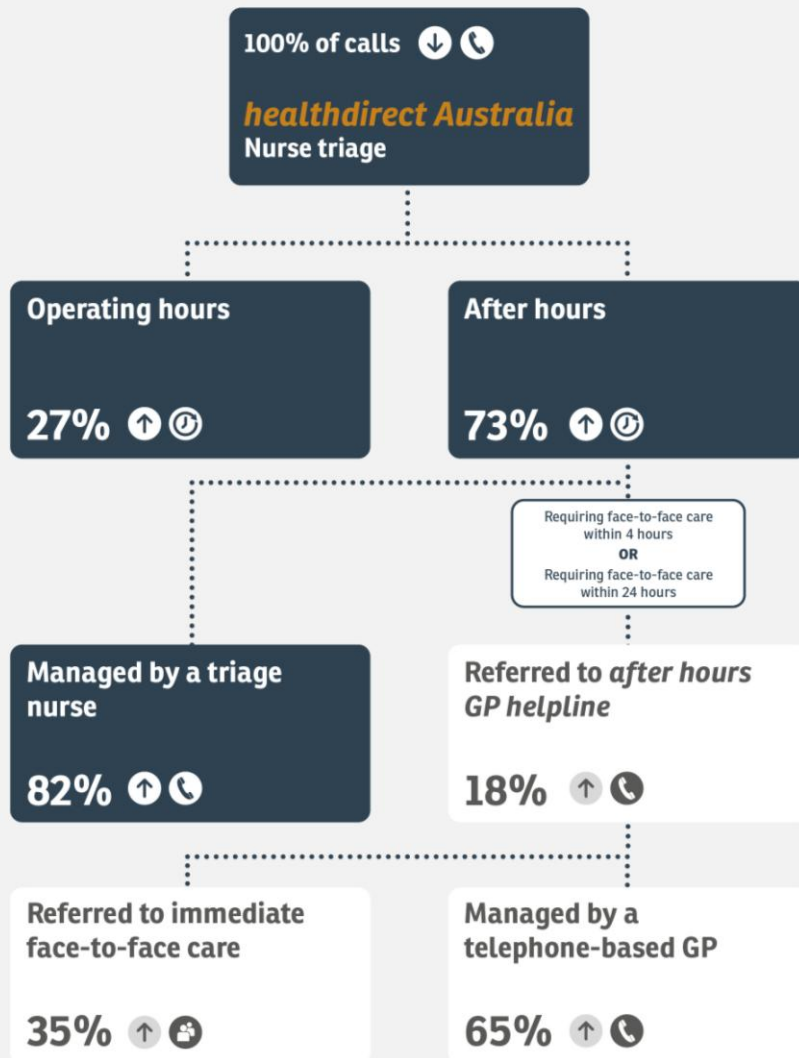 100% of calls
healthdirect Australia
Nurse triage
Operating hours
27%
After hours
73%
Requiring face-to-face care
within 4 hours
OR
Requiring face-to-face care
within 24 hours
Managed by a triage
nurse
82%
Referred to after hours
GP helpline
18%
Referred to immediate
face-to-face care
35%
Managed by a
telephone-based GP
65%